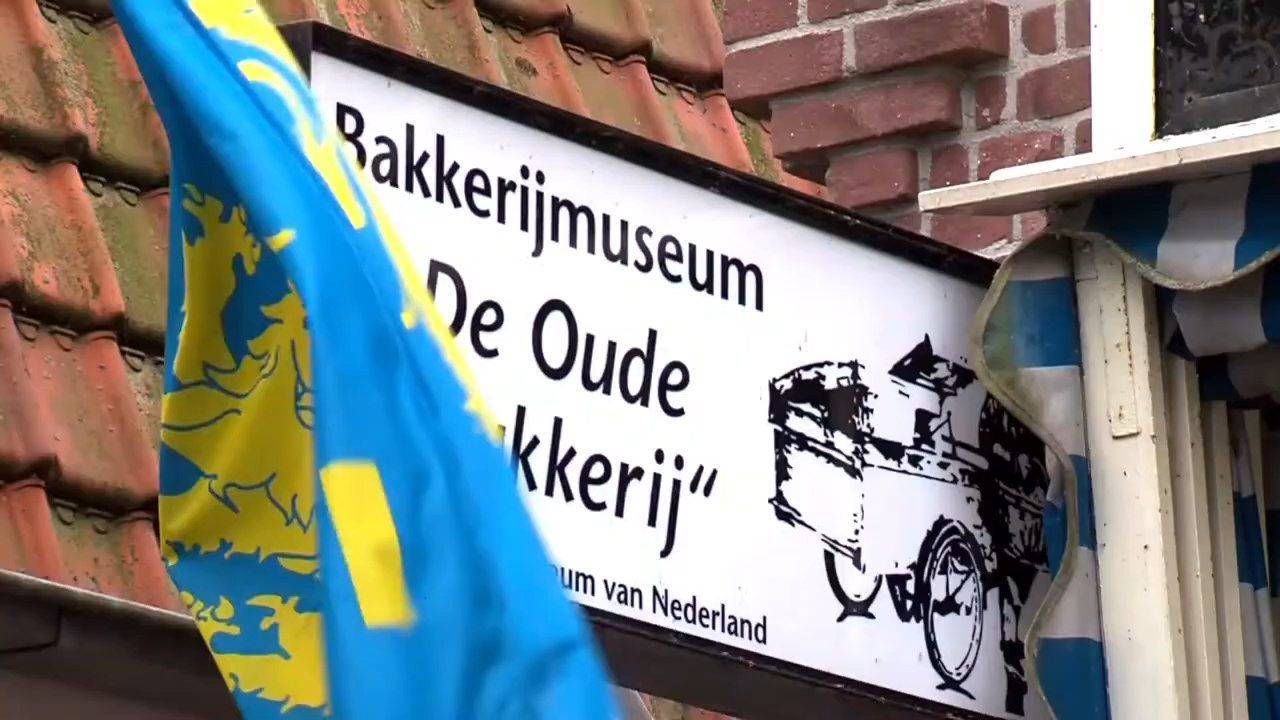 Bakkerijmuseum
De Oude
kkerij“
um van Nederland